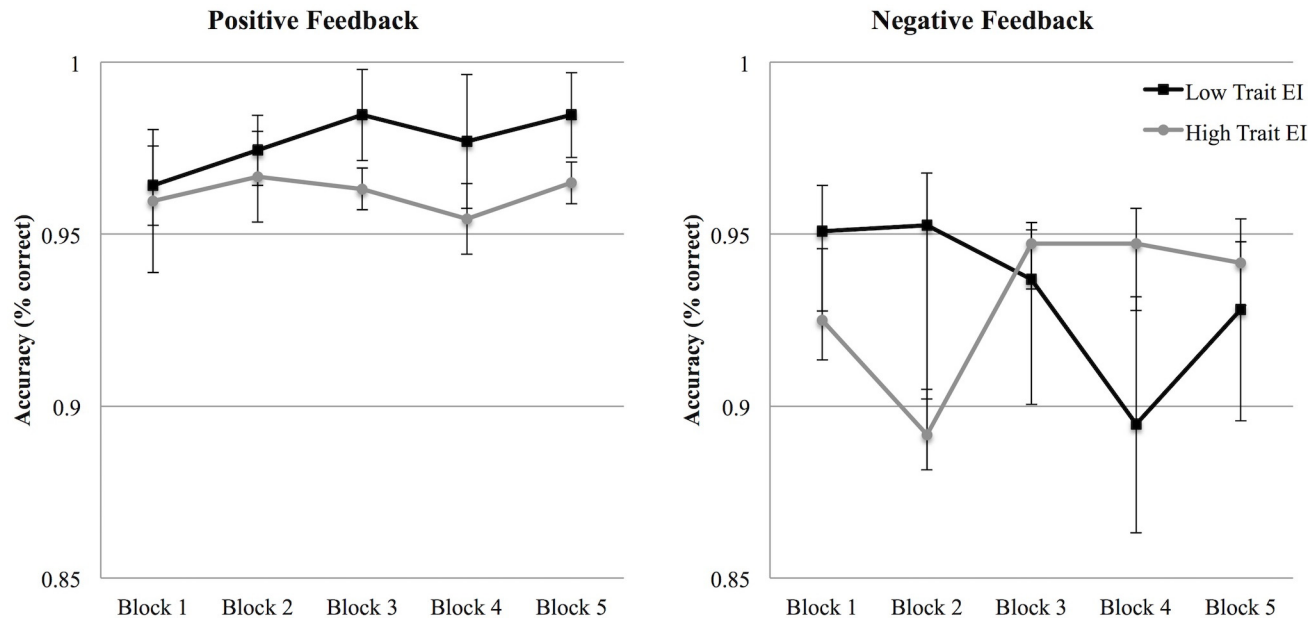 Positive Feedback
Accuracy (% correct)
1
0.95
0.9
0.85
Block 1 Block 2 Block 3 Block 4 Block 5
Negative Feedback
Accuracy (% correct)
1
0.95
0.9
0.85
Low Trait EI
High Trait EI
Block 1 Block 2 Block 3 Block 4 Block 5